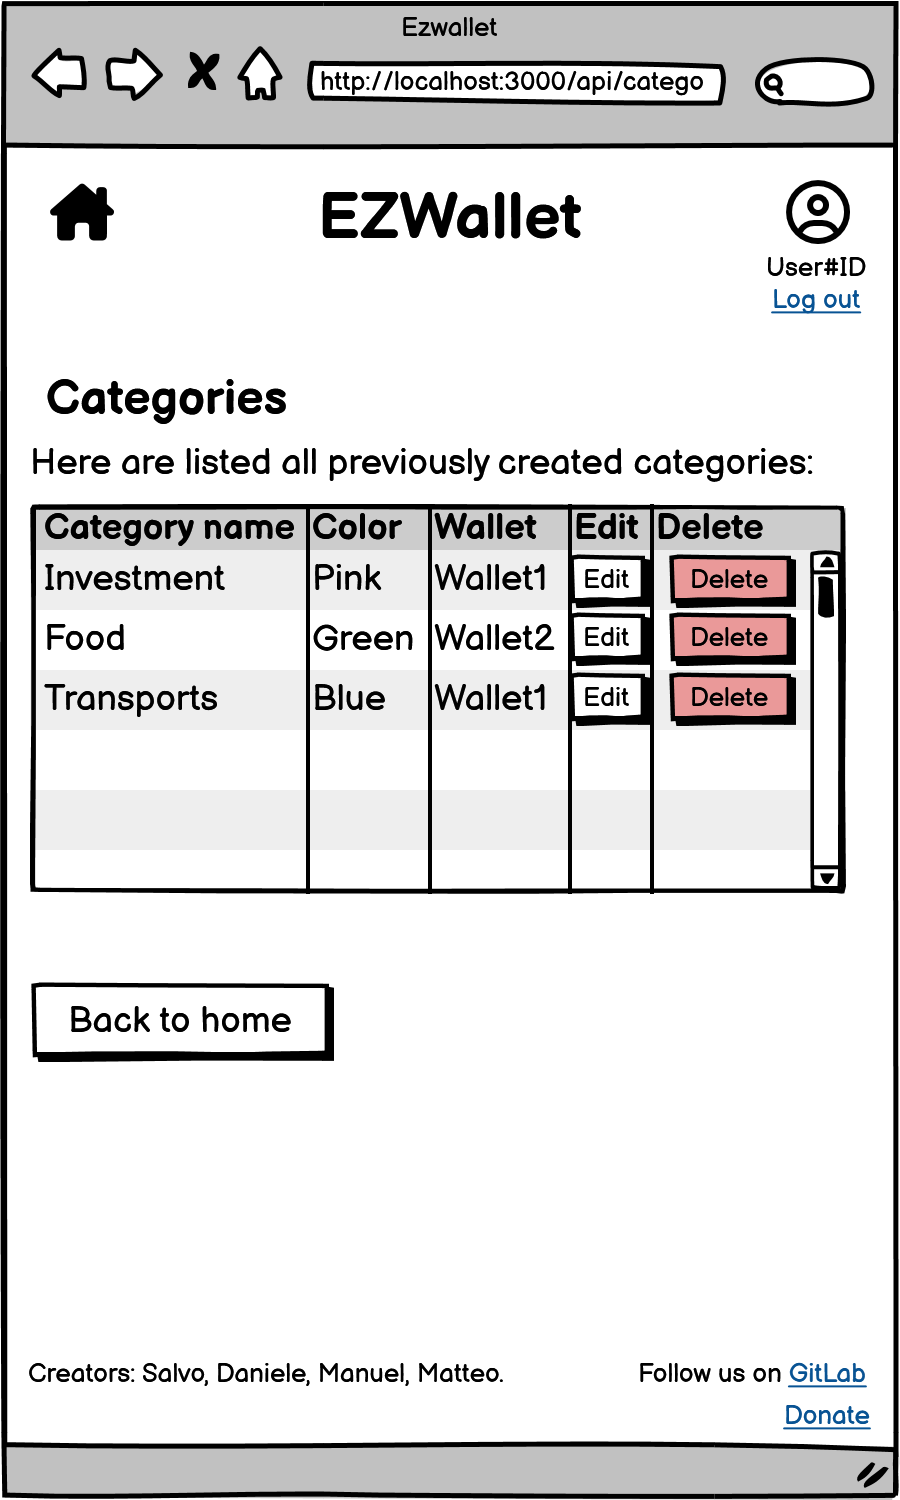 Ezwallet
http://localhost:3000/api/catego
EZWallet
User#ID
Log out
Categories
Here are listed all previously created categories:
Category name Color Wallet Edit Delete
Investment Pink Wallet1 Edit Delete
Food Green Wallet2 Edit Delete
Transports Blue Wallet1 Edit Delete
Back to home
Creators: Salvo, Daniele, Manuel, Matteo. Follow us on GitLab
Donate